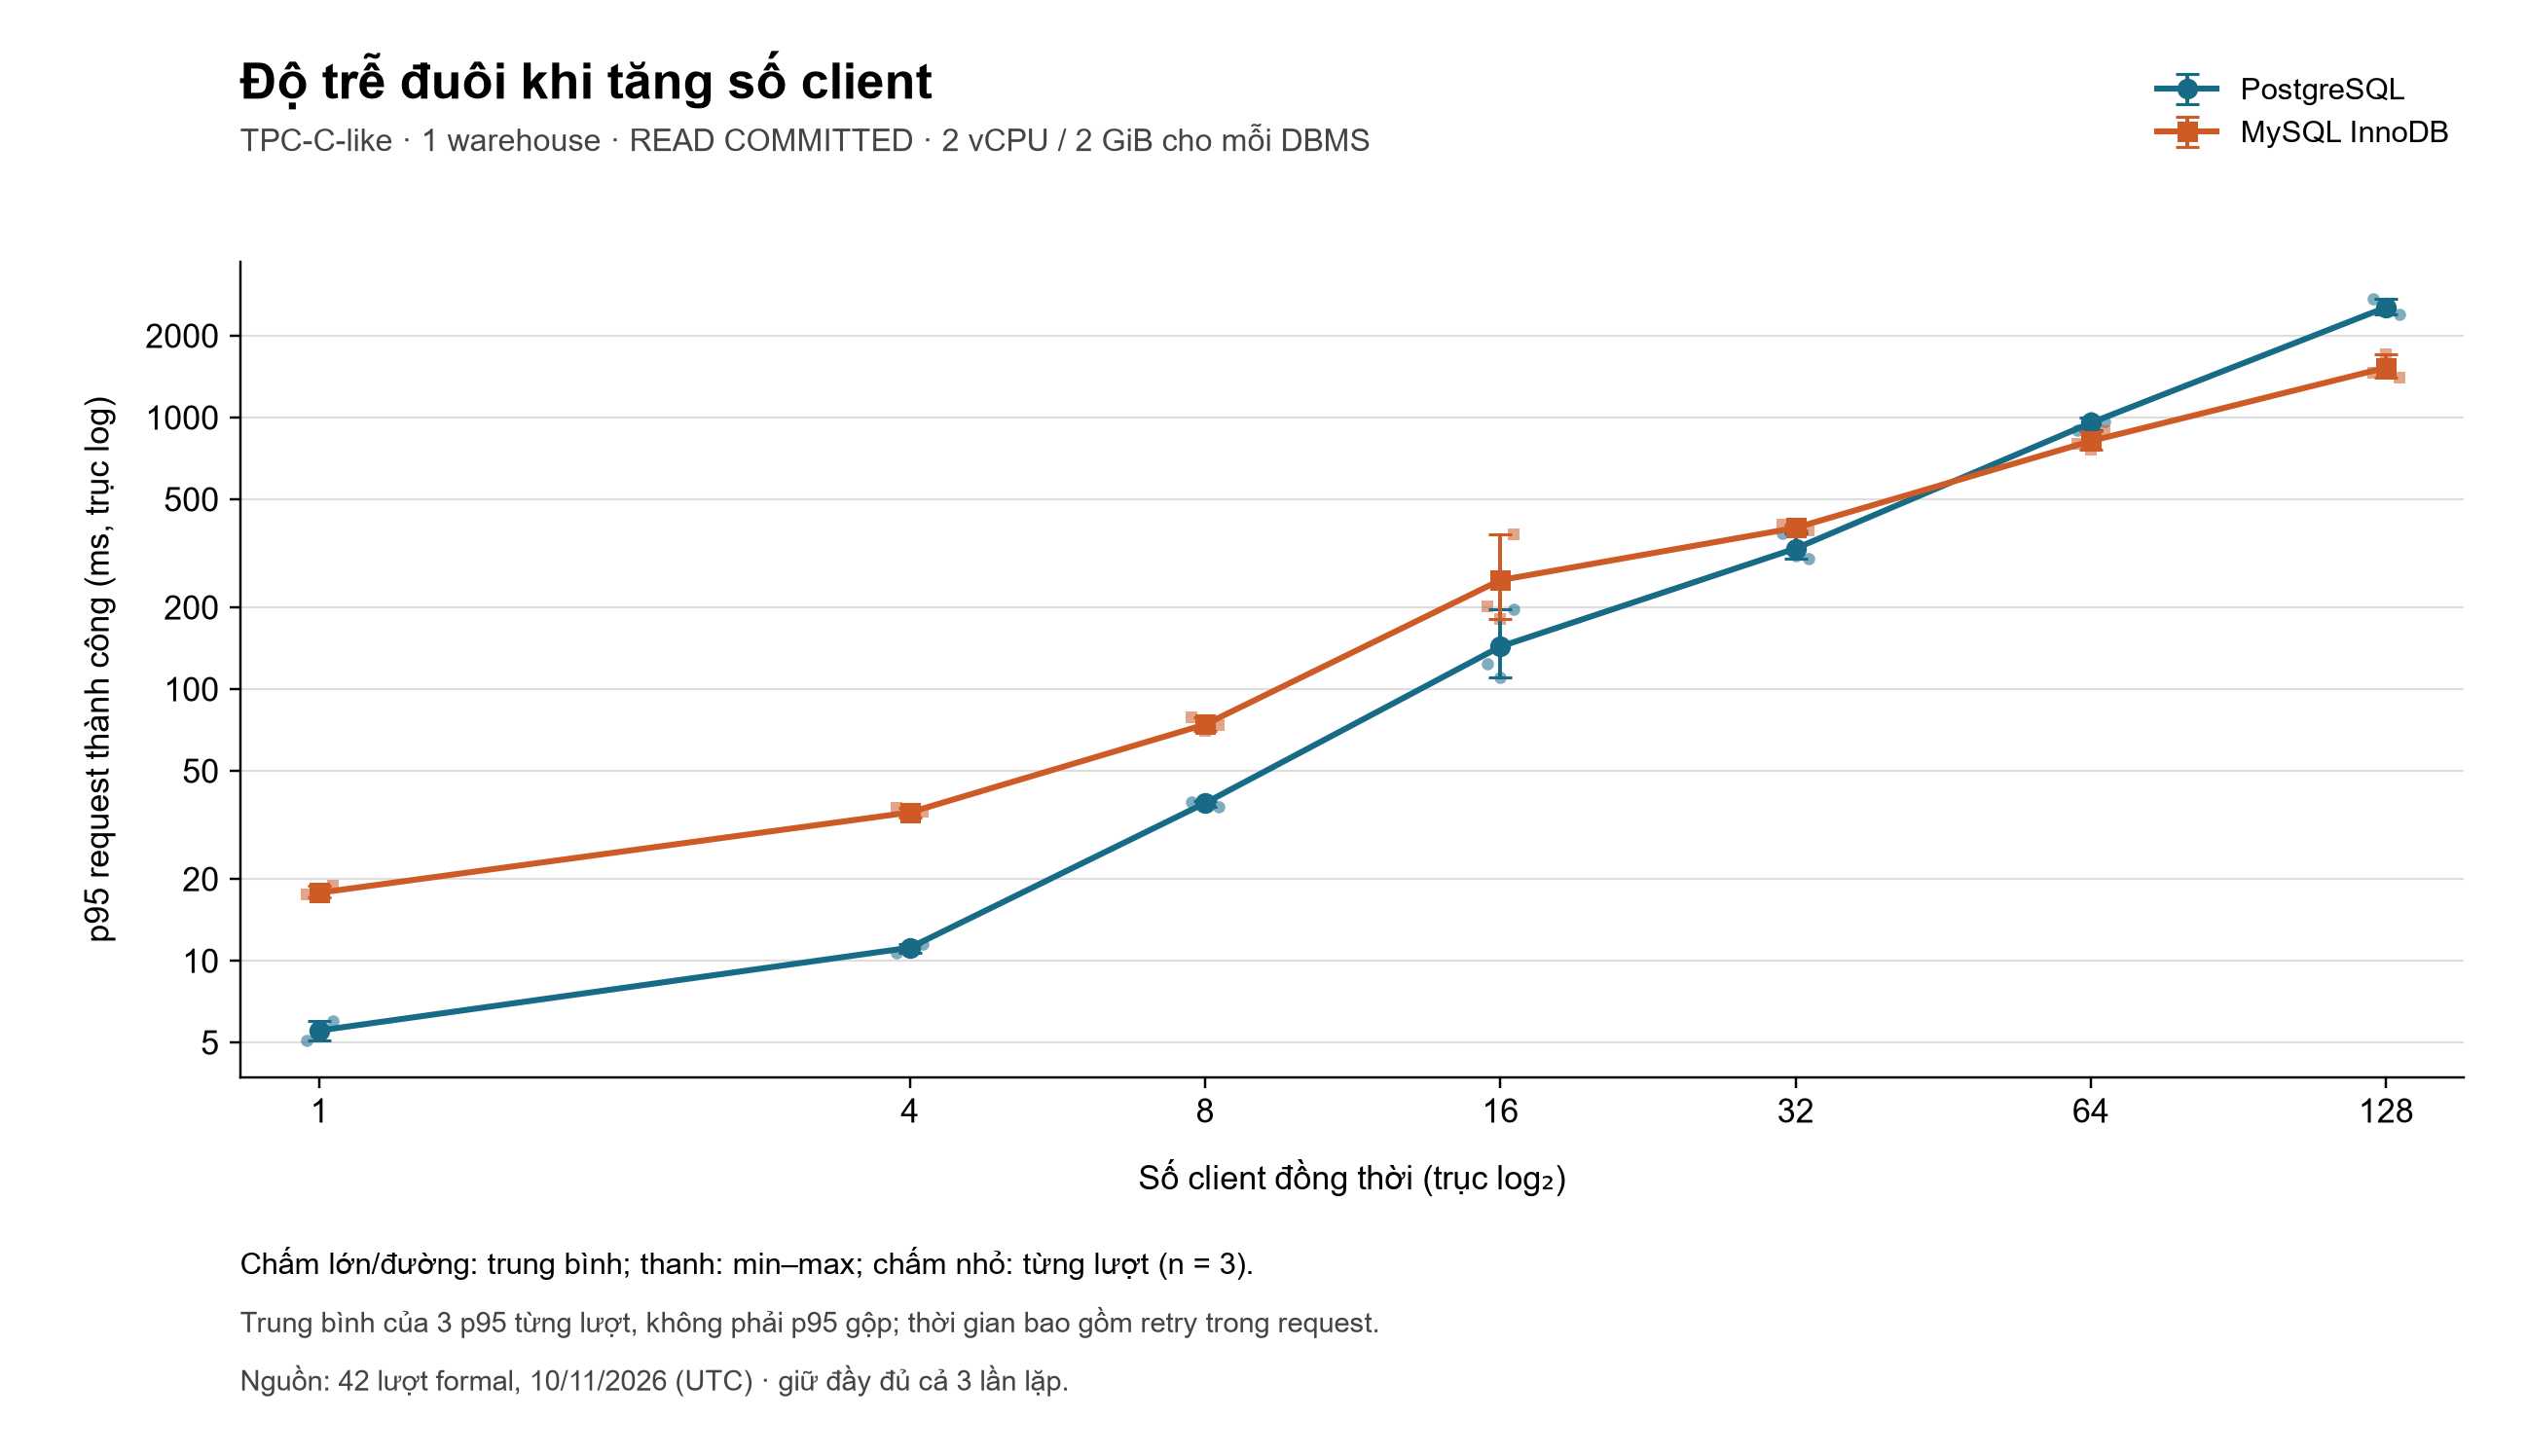 Độ trễ đuôi khi tăng số client
TPC-C-like · 1 warehouse · READ COMMITTED · 2 vCPU / 2 GiB cho mỗi DBMS
PostgreSQL
MySQL InnoDB
p95 request thành công (ms, trục log)
2000
1000
500
200
100
50
20
10
5
1 4 8 16 32 64 128
Số client đồng thời (trục log₂)
Chấm lớn/đường: trung bình; thanh: min–max; chấm nhỏ: từng lượt (n = 3).
Trung bình của 3 p95 từng lượt, không phải p95 gộp; thời gian bao gồm retry trong request.
Nguồn: 42 lượt formal, 10/11/2026 (UTC) · giữ đầy đủ cả 3 lần lặp.